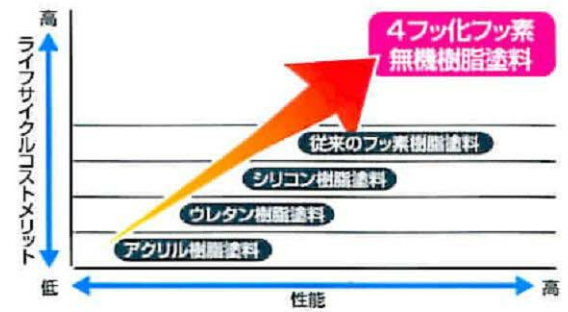 高
ライフサイクルコストメリット
4フッ化フッ素
無機樹脂塗料
従来のフッ素樹脂塗料
シリコン樹脂塗料
ウレタン樹脂塗料
アクリル樹脂塗料
低
性能
高